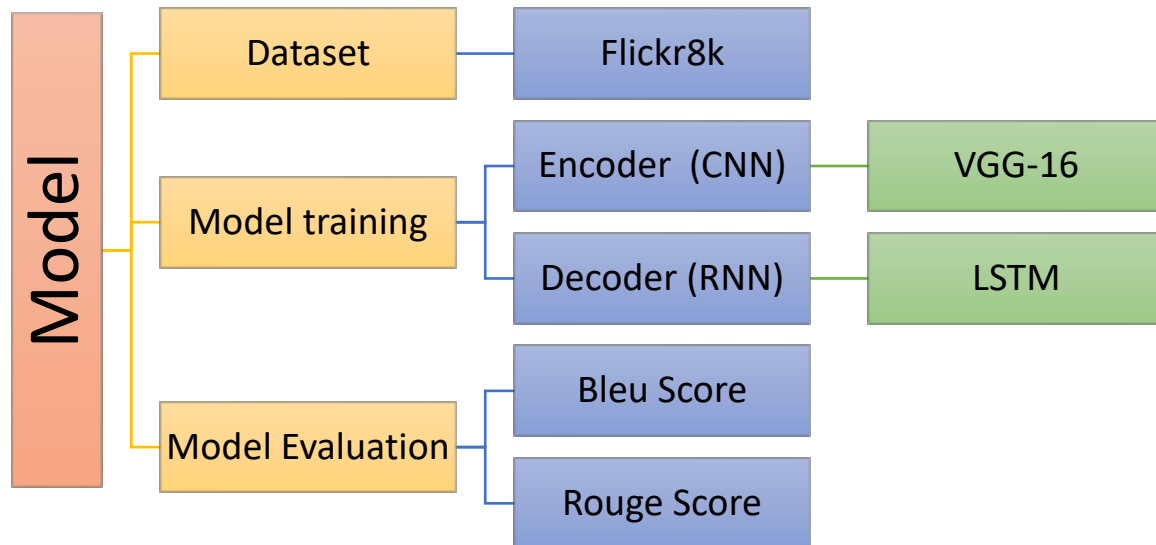 Model
Dataset
Flickr8k
Model training
Encoder (CNN)
VGG-16
Decoder (RNN)
LSTM
Model Evaluation
Bleu Score
Rouge Score